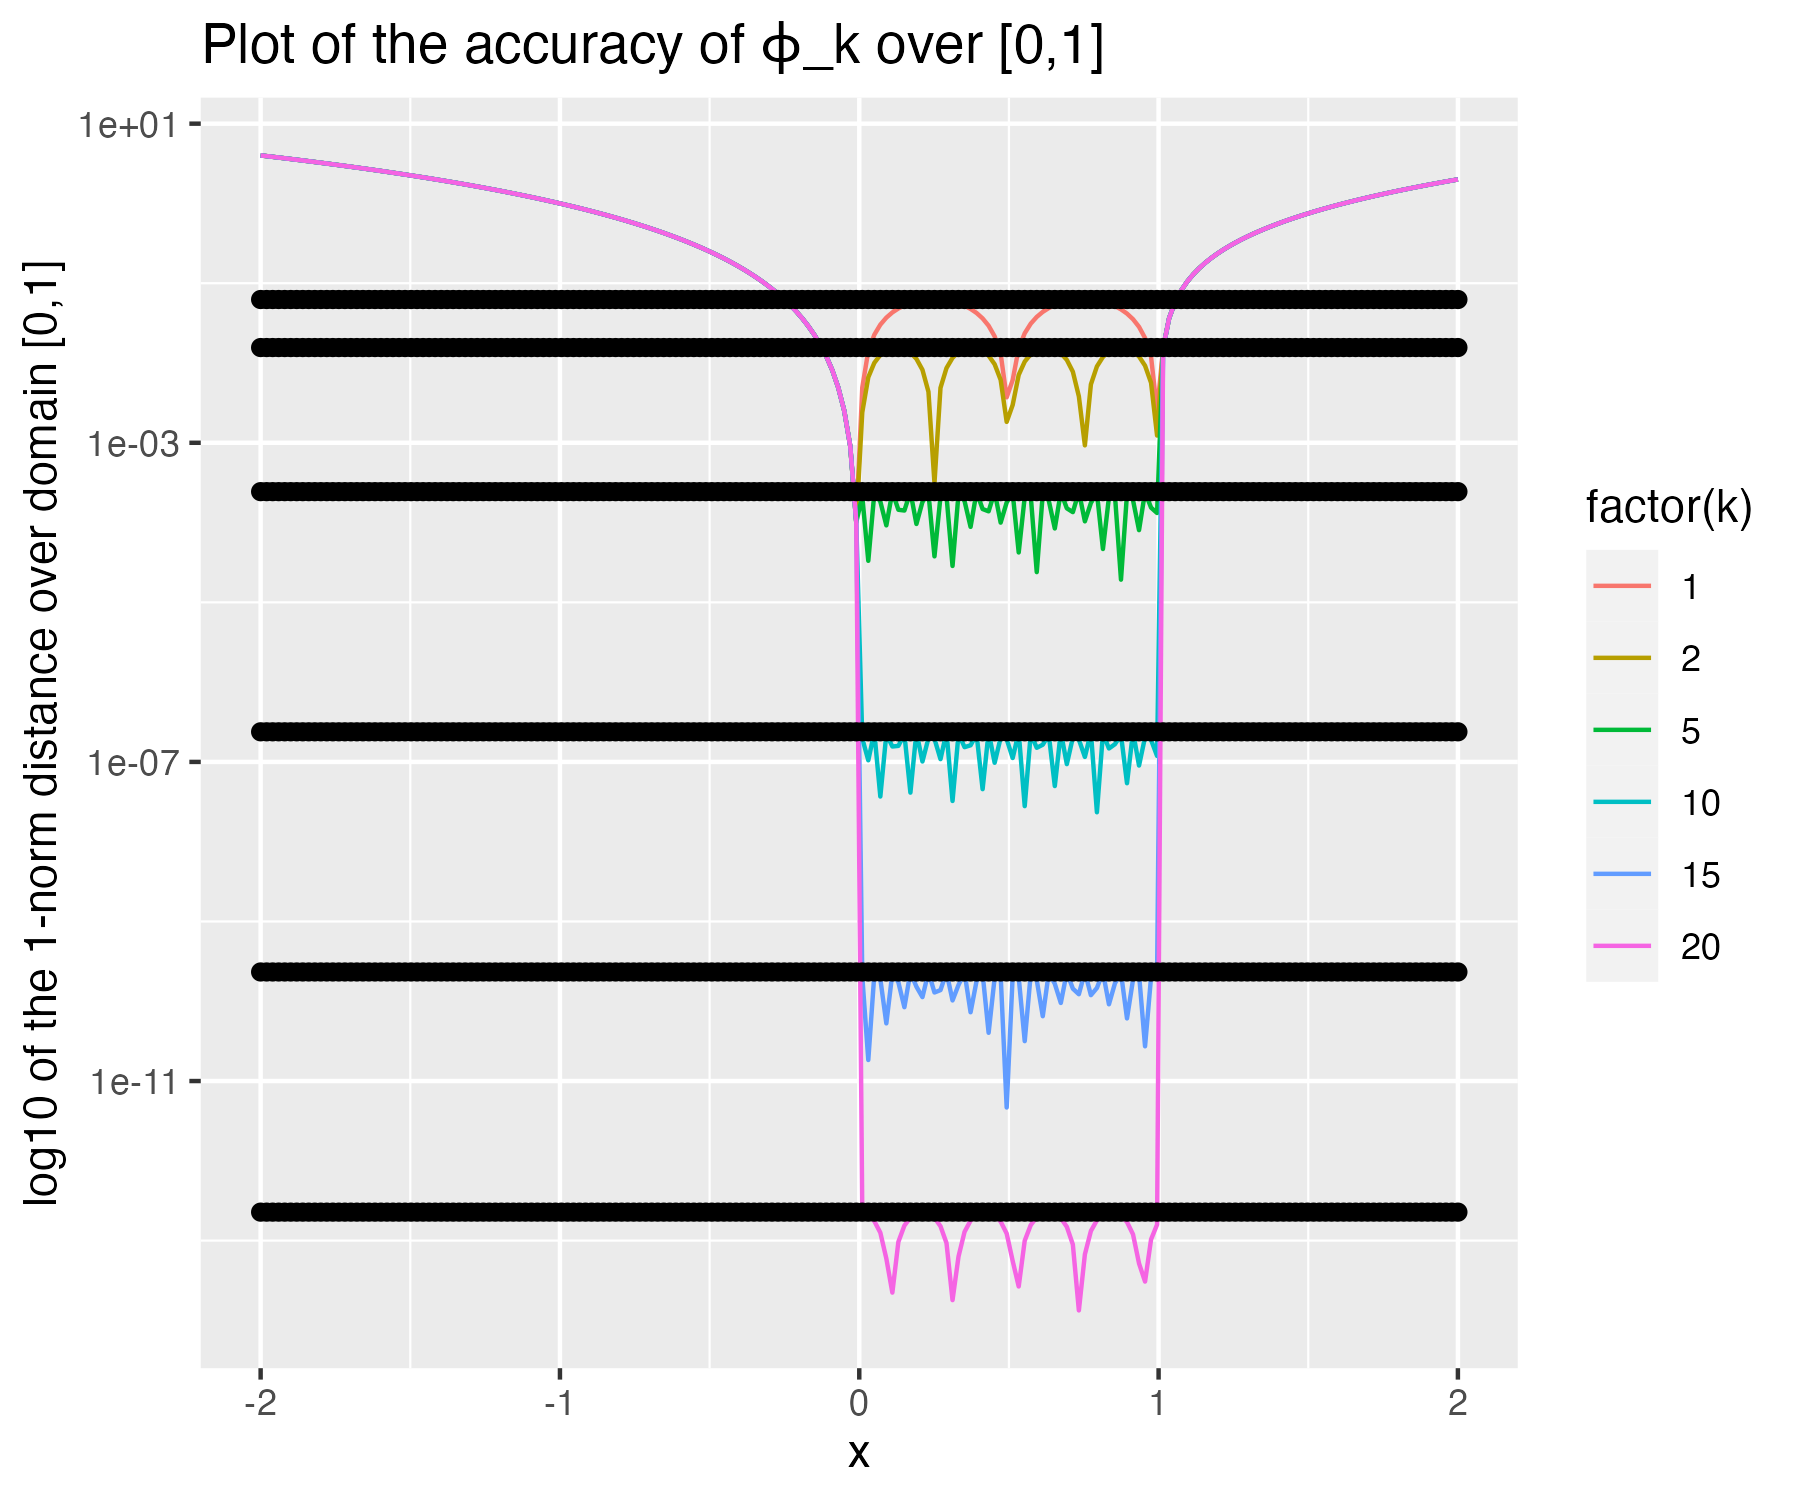 Plot of the accuracy of ϕ_k over [0,1]
log10 of the 1-norm distance over domain [0,1]
1e+01
1e-03
1e-07
1e-11
-2
-1
0
1
2
x
factor(k)
1
2
5
10
15
20